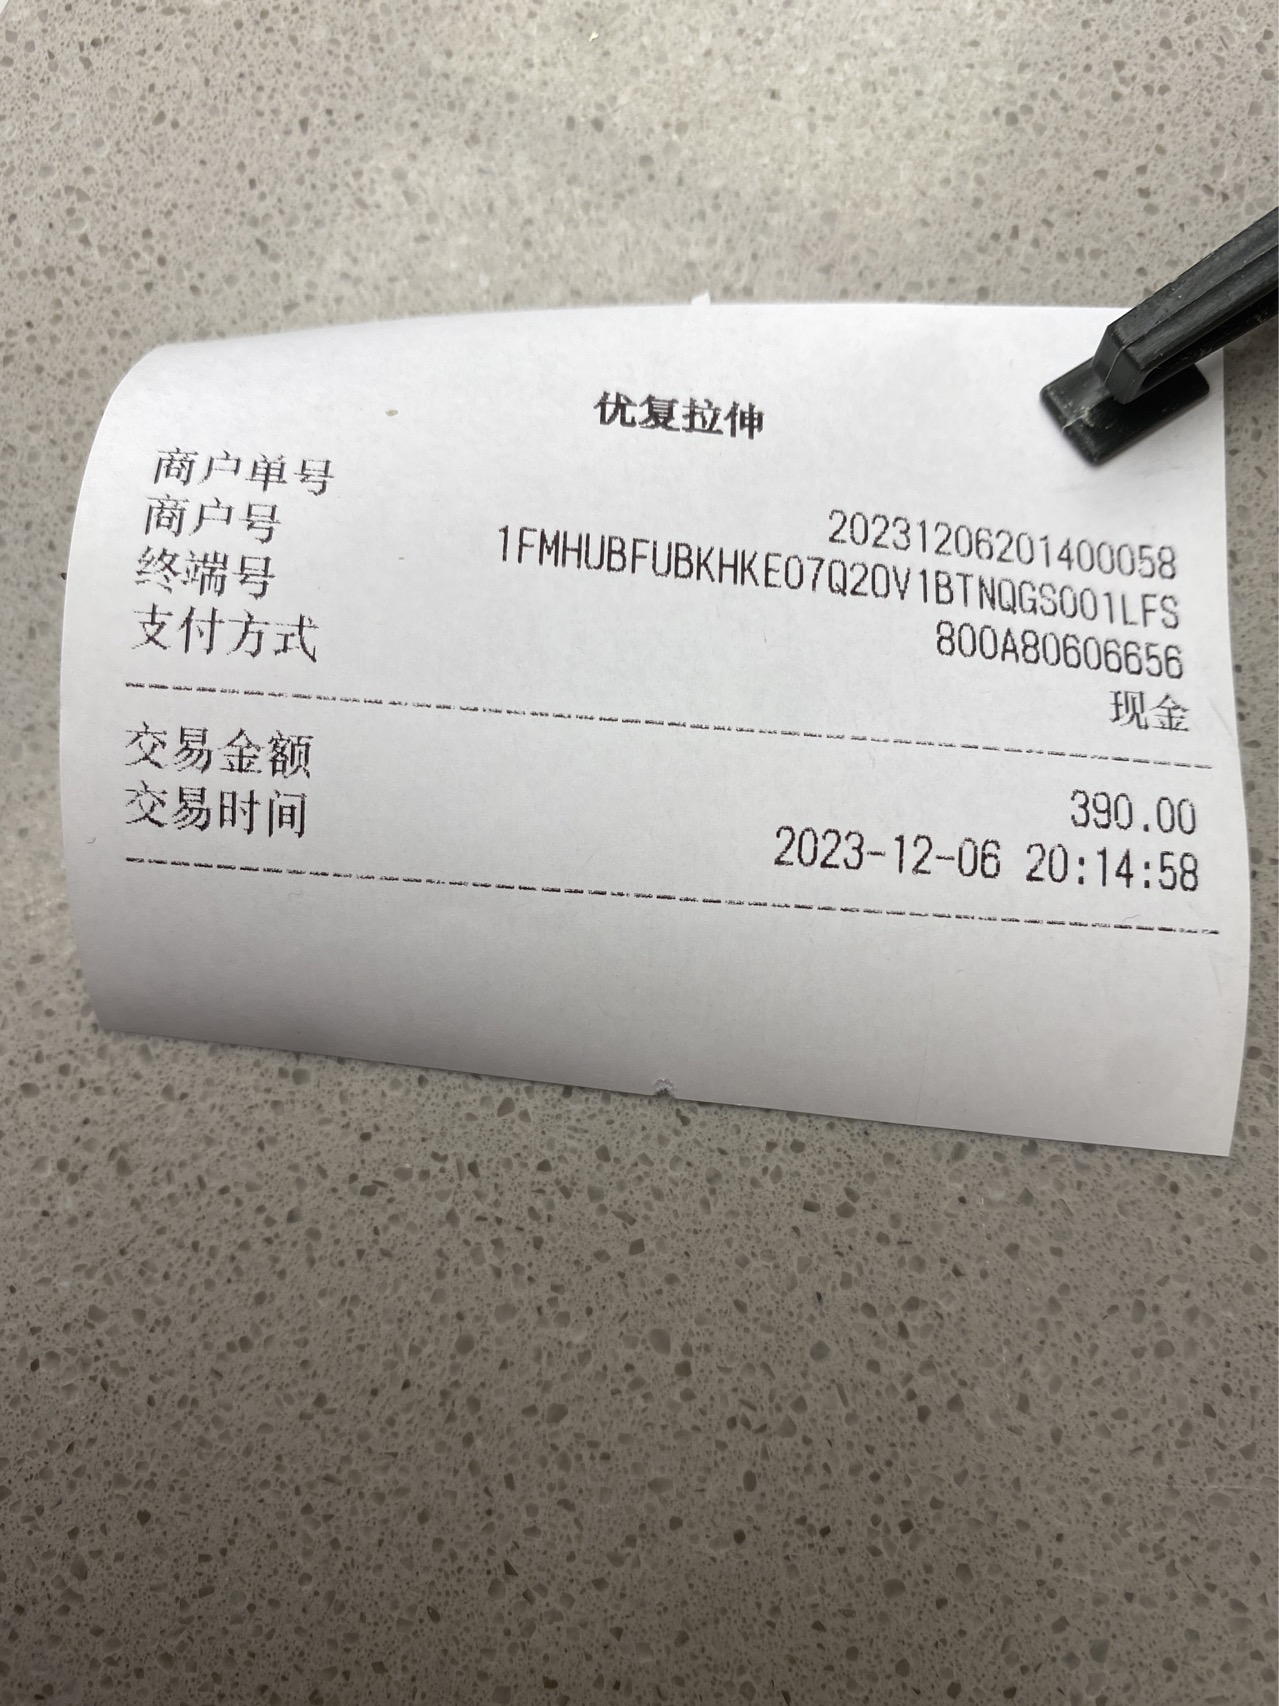 优复拉伸
商户单号 20231206201400058
商户号 1FMHUBFUBKHKE07Q20V1BTNQGS001LFS
终端号 800A80606656
支付方式 现金
交易金额 390.00
交易时间 2023-12-06 20:14:58